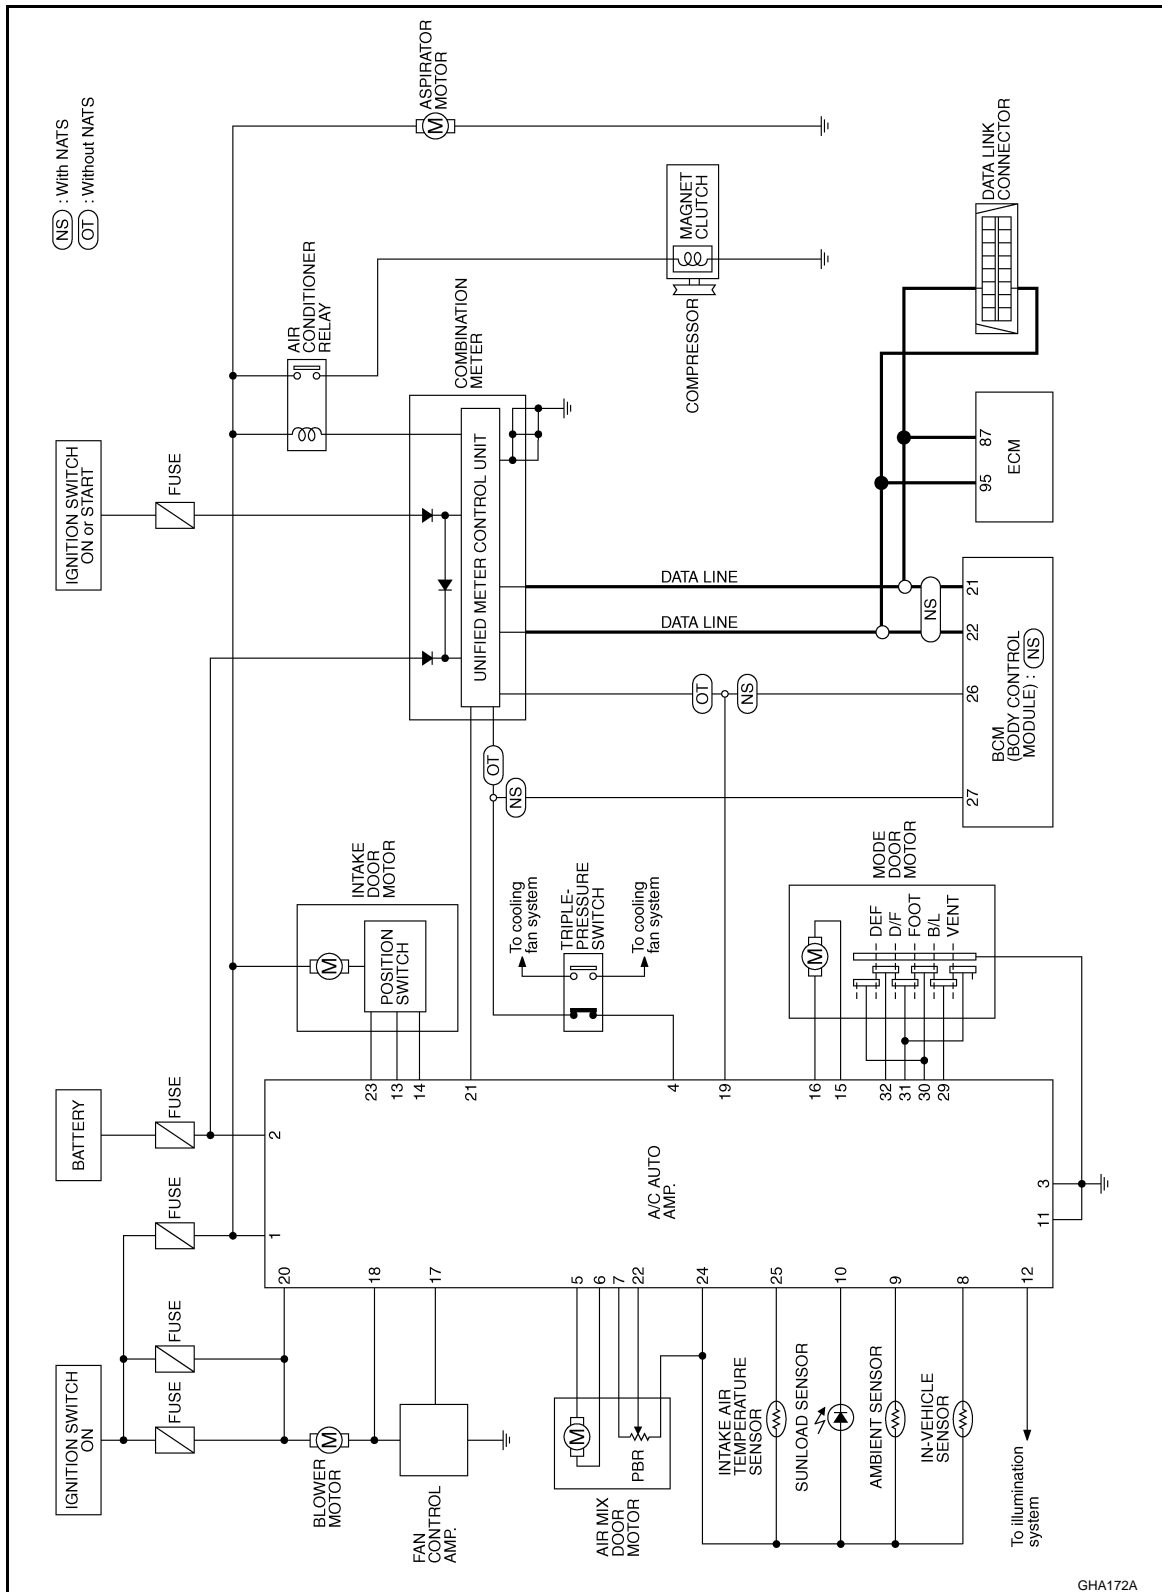 IGNITION SWITCH
ON
FUSE
FUSE
FUSE
BATTERY
FUSE
IGNITION SWITCH
ON or START
FUSE
NS : With NATS
OT : Without NATS
BLOWER
MOTOR
M
FAN
CONTROL
AMP.
20
18
17
1
2
INTAKE
DOOR
MOTOR
M
POSITION
SWITCH
23
13
14
21
AIR
CONDITIONER
RELAY
COMBINATION
METER
UNIFIED METER CONTROL UNIT
ASPIRATOR
MOTOR
M
MAGNET
CLUTCH
COMPRESSOR
AIR MIX
DOOR
MOTOR
M
PBR
5
6
7
22
24
A/C AUTO
AMP.
To cooling
fan system
TRIPLE-
PRESSURE
SWITCH
To cooling
fan system
4
19
OT
NS
OT
NS
DATA LINE
DATA LINE
INTAKE AIR
TEMPERATURE
SENSOR
25
SUNLOAD SENSOR
10
AMBIENT SENSOR
9
IN-VEHICLE
SENSOR
8
To illumination
system
12
11
3
MODE
DOOR
MOTOR
M
DEF
D/F
FOOT
B/L
VENT
16
15
32
31
30
29
NS
27
26
22
21
BCM
(BODY CONTROL
MODULE) : NS
95
87
ECM
DATA LINK
CONNECTOR
GHA172A